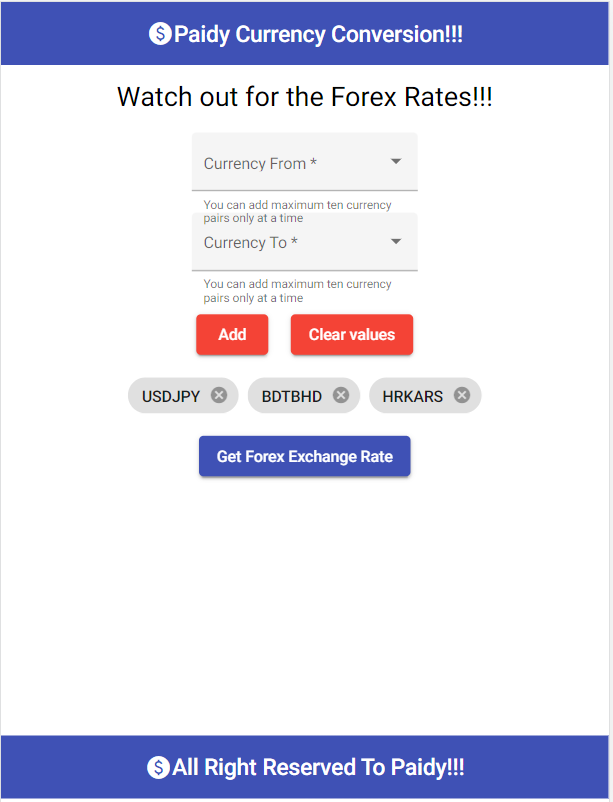 Paidy Currency Conversion!!!
Watch out for the Forex Rates!!!
Currency From *
You can add maximum ten currency
pairs only at a time
Currency To *
You can add maximum ten currency
pairs only at a time
Add Clear values
USDJPY BDTBHD HRKARS
Get Forex Exchange Rate
All Right Reserved To Paidy!!!